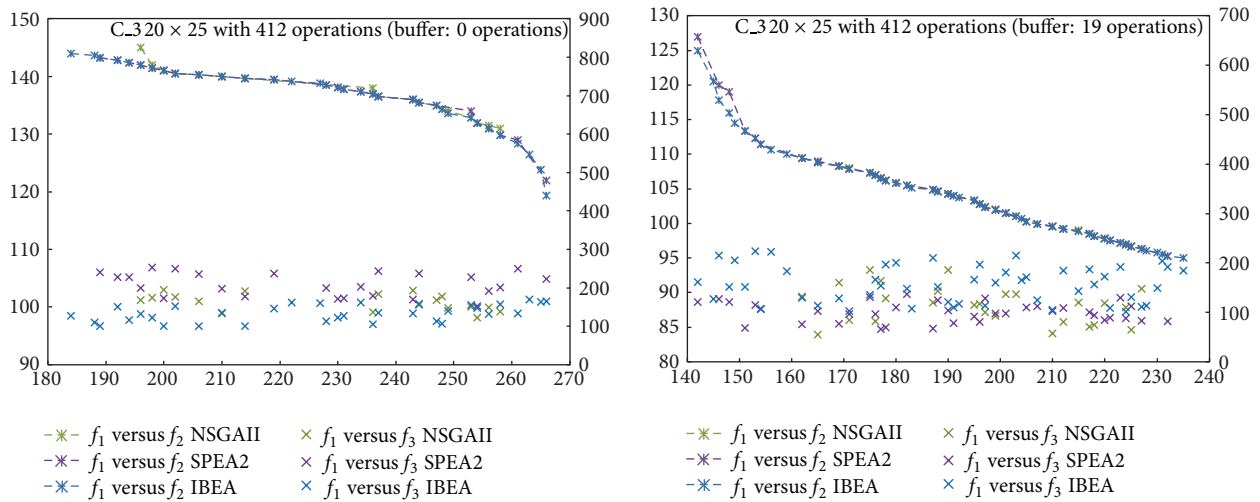 C_320 × 25 with 412 operations (buffer: 0 operations)
150
140
130
120
110
100
90
900
800
700
600
500
400
300
200
100
0
180 190 200 210 220 230 240 250 260 270
f1 versus f2 NSGAII
f1 versus f2 SPEA2
f1 versus f2 IBEA
f1 versus f3 NSGAII
f1 versus f3 SPEA2
f1 versus f3 IBEA
C_320 × 25 with 412 operations (buffer: 19 operations)
130
125
120
115
110
105
100
95
90
85
80
700
600
500
400
300
200
100
0
140 150 160 170 180 190 200 210 220 230 240
f1 versus f2 NSGAII
f1 versus f2 SPEA2
f1 versus f2 IBEA
f1 versus f3 NSGAII
f1 versus f3 SPEA2
f1 versus f3 IBEA